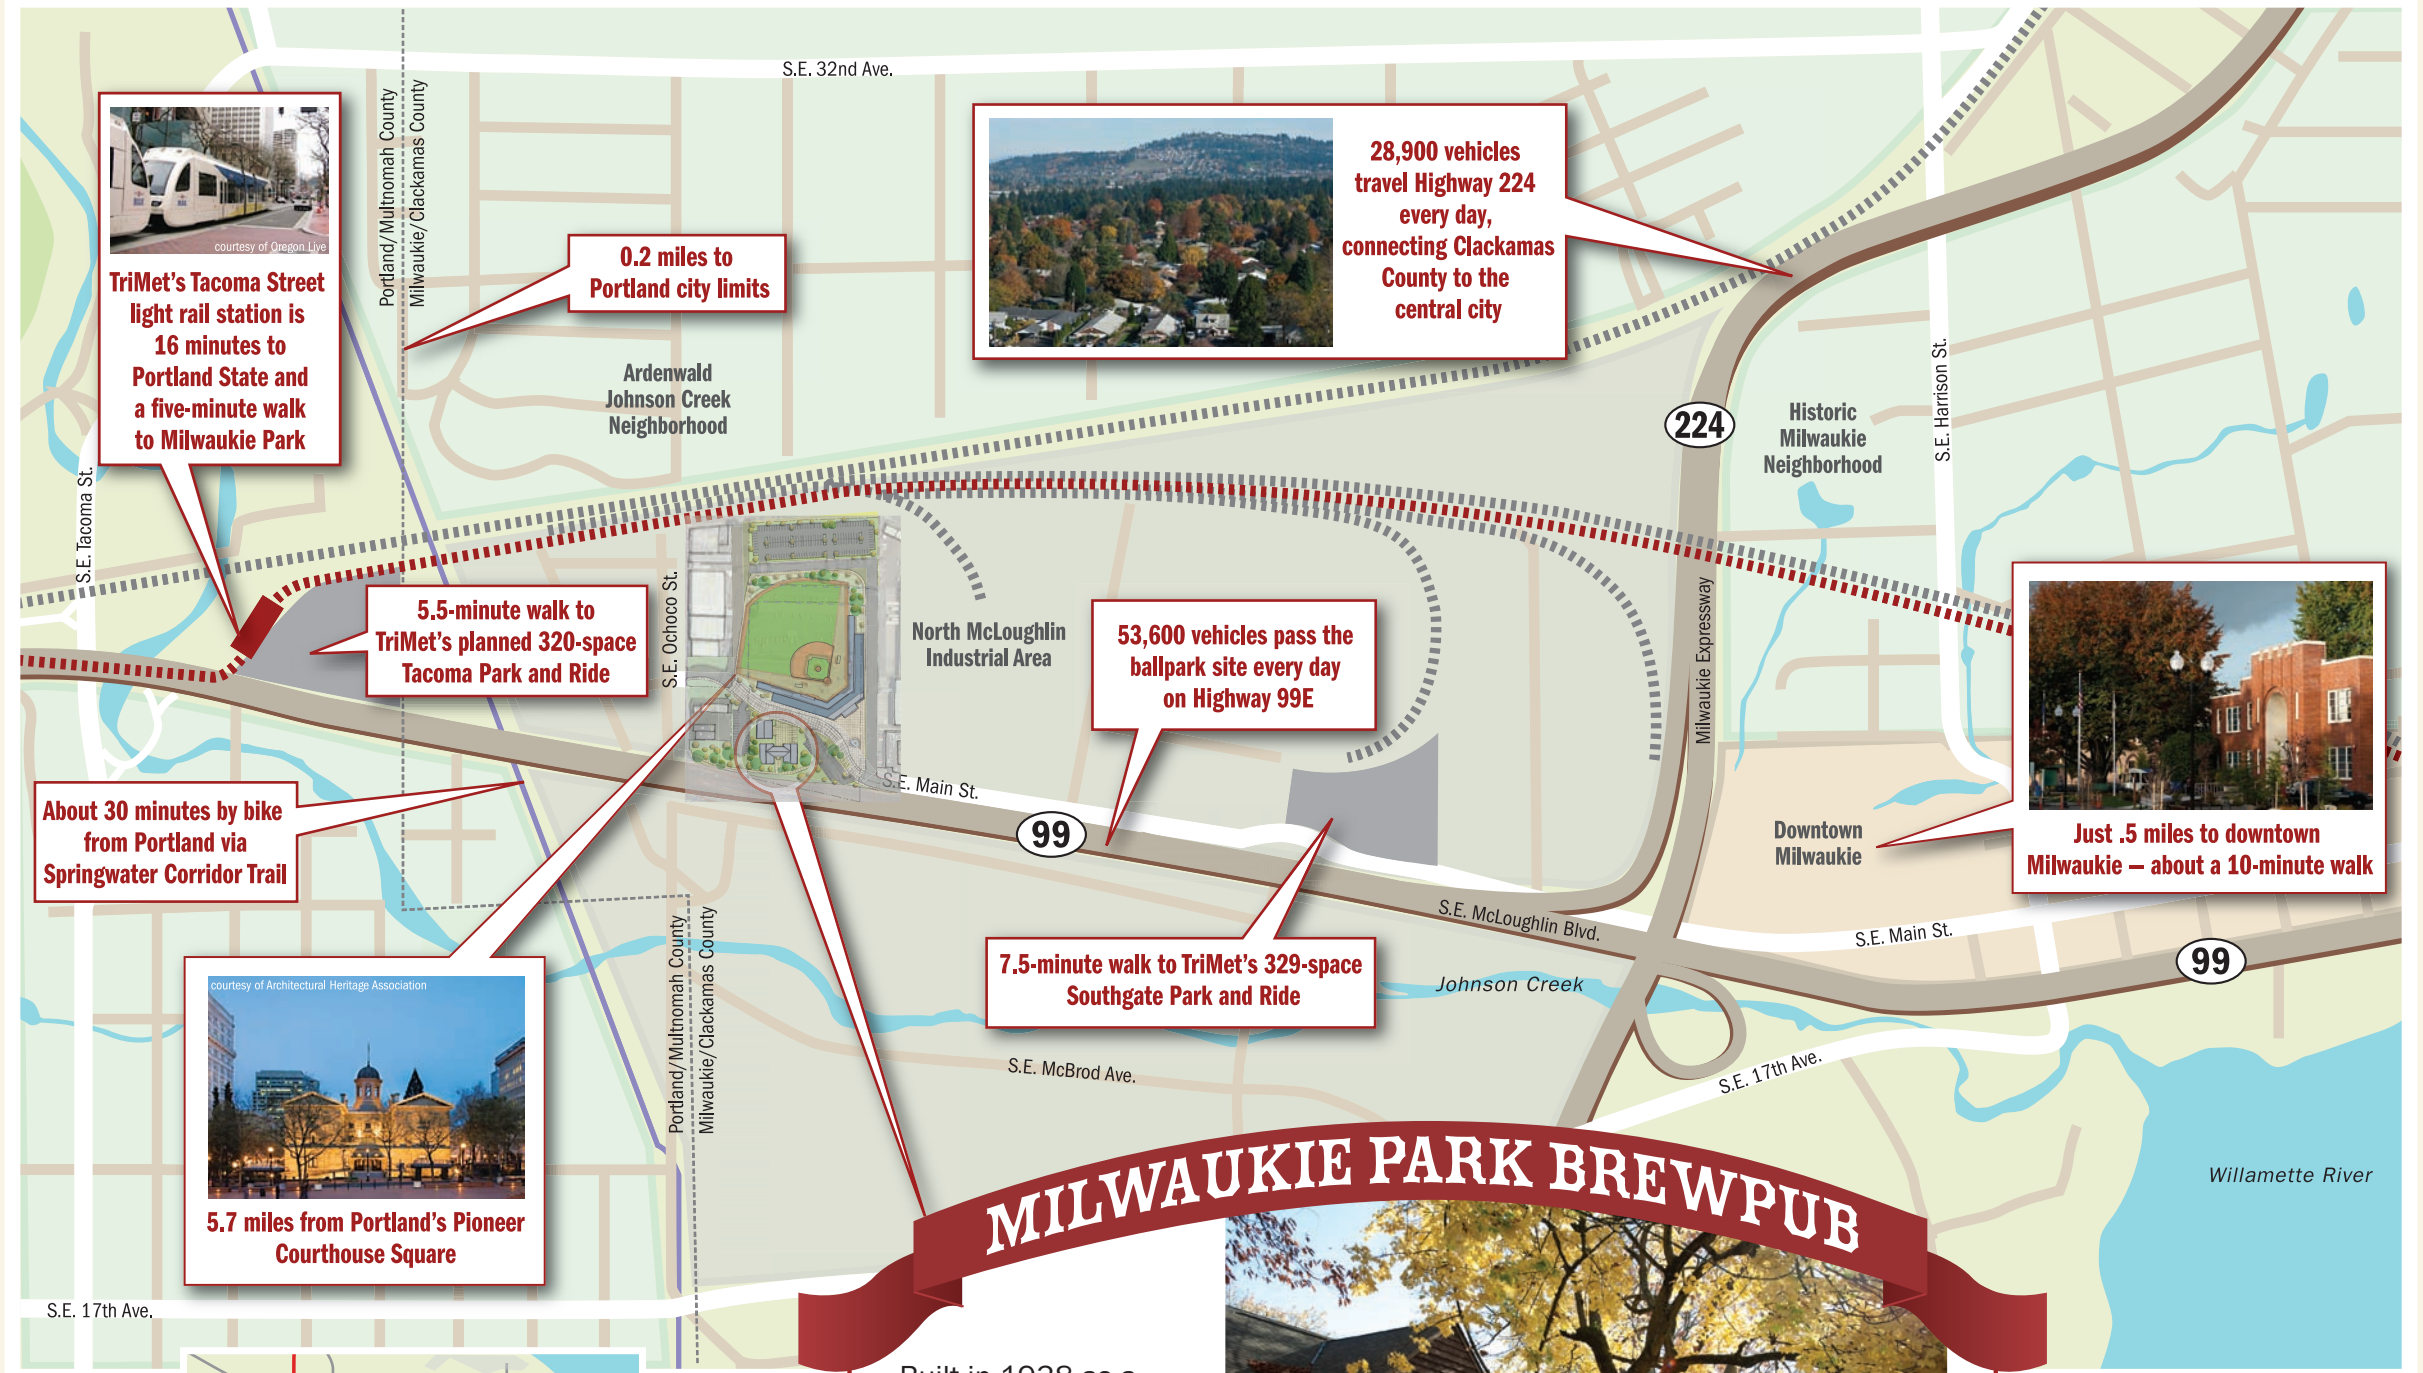 S.E. 32nd Ave.
Portland/Multnomah County
Milwaukie/Clackamas County
courtesy of Oregon Live
TriMet's Tacoma Street
light rail station is
16 minutes to
Portland State and
a five-minute walk
to Milwaukie Park
0.2 miles to
Portland city limits
28,900 vehicles
travel Highway 224
every day,
connecting Clackamas
County to the
central city
Ardenwald
Johnson Creek
Neighborhood
224
Historic
Milwaukie
Neighborhood
S.E. Harrison St.
S.E. Tacoma St.
5.5-minute walk to
TriMet's planned 320-space
Tacoma Park and Ride
S.E. Ochoco St.
North McLoughlin
Industrial Area
53,600 vehicles pass the
ballpark site every day
on Highway 99E
Milwaukie Expressway
About 30 minutes by bike
from Portland via
Springwater Corridor Trail
S.E. Main St.
99
Downtown
Milwaukie
Just .5 miles to downtown
Milwaukie — about a 10-minute walk
S.E. McLoughlin Blvd.
S.E. Main St.
99
7.5-minute walk to TriMet's 329-space
Southgate Park and Ride
Johnson Creek
Portland/Multnomah County
Milwaukie/Clackamas County
courtesy of Architectural Heritage Association
5.7 miles from Portland's Pioneer
Courthouse Square
S.E. McBrod Ave.
S.E. 17th Ave.
Willamette River
MILWAUKIE PARK BREWPUB
S.E. 17th Ave.
Built in 1938 as a